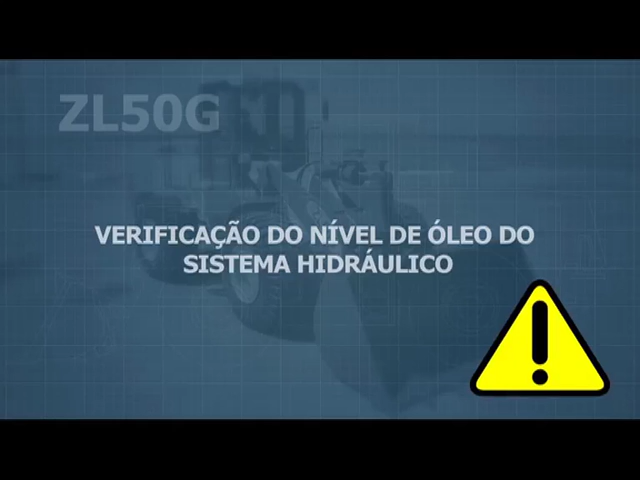 ZL50G
VERIFICAÇÃO DO NÍVEL DE ÓLEO DO
SISTEMA HIDRÁULICO